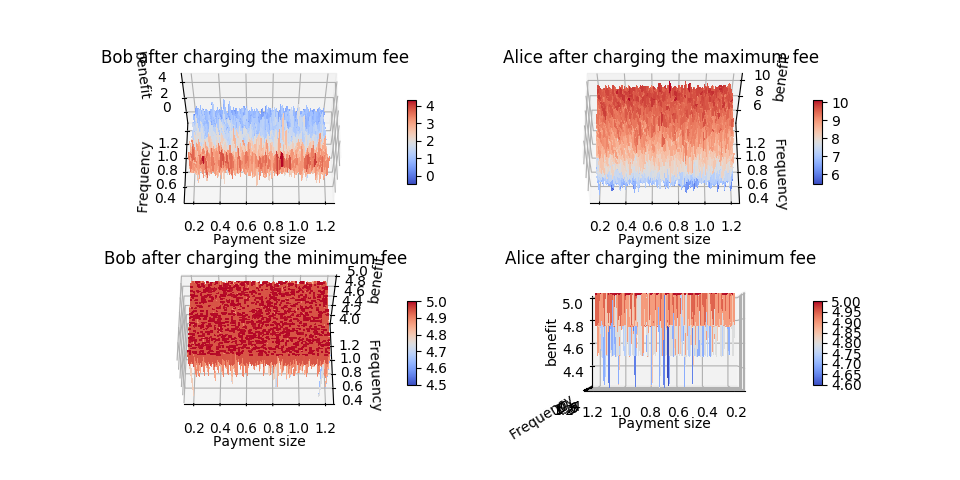 Bob after charging the maximum fee
benefit
4
2
0
1.2
1.0
0.8
0.6
0.4
Frequency
0.2 0.4 0.6 0.8 1.0 1.2
Payment size
4
3
2
1
0
Alice after charging the maximum fee
benefit
10
8
6
1.2
1.0
0.8
0.6
0.4
Frequency
0.2 0.4 0.6 0.8 1.0 1.2
Payment size
10
9
8
7
6
Bob after charging the minimum fee
benefit
5.0
4.8
4.6
4.4
4.2
4.0
1.2
1.0
0.8
0.6
0.4
Frequency
0.2 0.4 0.6 0.8 1.0 1.2
Payment size
5.0
4.9
4.8
4.7
4.6
4.5
Alice after charging the minimum fee
benefit
5.0
4.8
4.6
4.4
Frequency
1.2 1.0 0.8 0.6 0.4 0.2
Payment size
5.00
4.95
4.90
4.85
4.80
4.75
4.70
4.65
4.60